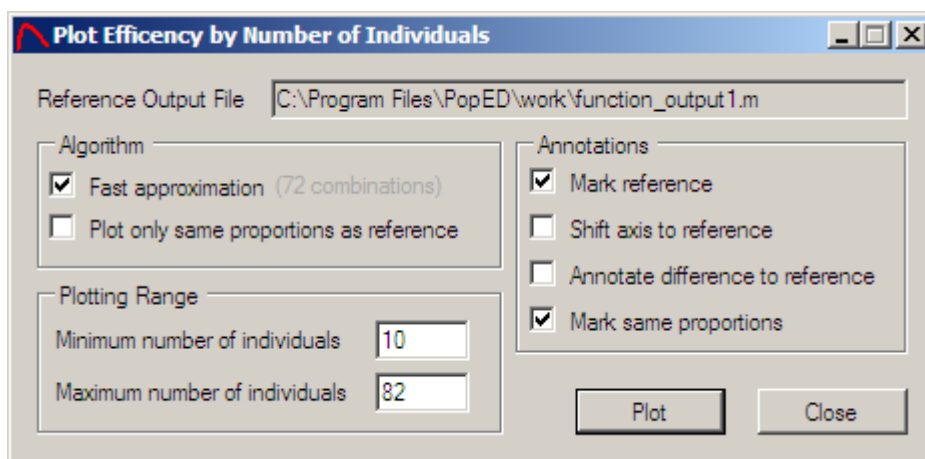 Plot Efficency by Number of Individuals
Reference Output File C:\Program Files\PopED\work\function_output1.m
Algorithm
Fast approximation (72 combinations)
Plot only same proportions as reference
Plotting Range
Minimum number of individuals 10
Maximum number of individuals 82
Annotations
Mark reference
Shift axis to reference
Annotate difference to reference
Mark same proportions
Plot
Close